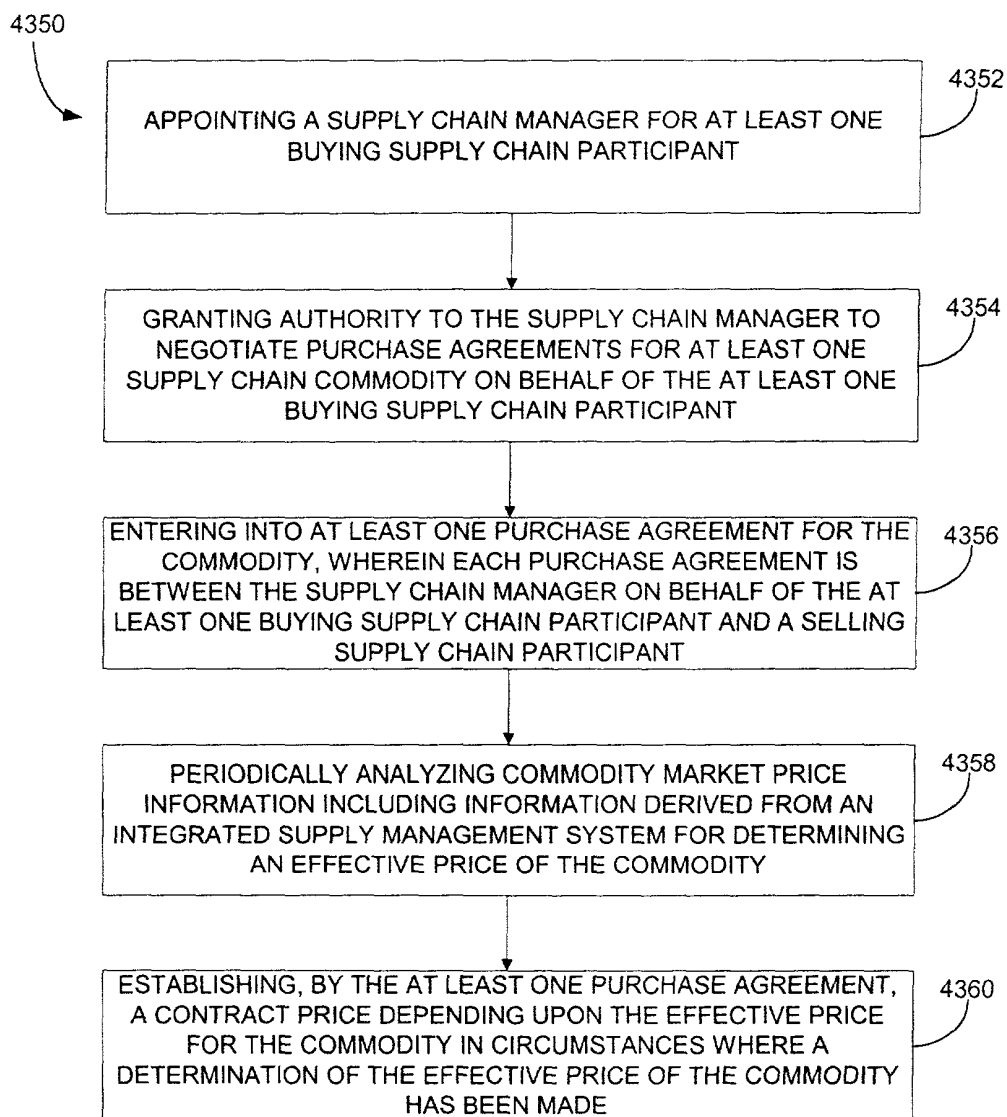 4350
4352
APPOINTING A SUPPLY CHAIN MANAGER FOR AT LEAST ONE
BUYING SUPPLY CHAIN PARTICIPANT
4354
GRANTING AUTHORITY TO THE SUPPLY CHAIN MANAGER TO
NEGOTIATE PURCHASE AGREEMENTS FOR AT LEAST ONE
SUPPLY CHAIN COMMODITY ON BEHALF OF THE AT LEAST ONE
BUYING SUPPLY CHAIN PARTICIPANT
4356
ENTERING INTO AT LEAST ONE PURCHASE AGREEMENT FOR THE
COMMODITY, WHEREIN EACH PURCHASE AGREEMENT IS
BETWEEN THE SUPPLY CHAIN MANAGER ON BEHALF OF THE AT
LEAST ONE BUYING SUPPLY CHAIN PARTICIPANT AND A SELLING
SUPPLY CHAIN PARTICIPANT
4358
PERIODICALLY ANALYZING COMMODITY MARKET PRICE
INFORMATION INCLUDING INFORMATION DERIVED FROM AN
INTEGRATED SUPPLY MANAGEMENT SYSTEM FOR DETERMINING
AN EFFECTIVE PRICE OF THE COMMODITY
4360
ESTABLISHING, BY THE AT LEAST ONE PURCHASE AGREEMENT,
A CONTRACT PRICE DEPENDING UPON THE EFFECTIVE PRICE
FOR THE COMMODITY IN CIRCUMSTANCES WHERE A
DETERMINATION OF THE EFFECTIVE PRICE OF THE COMMODITY
HAS BEEN MADE